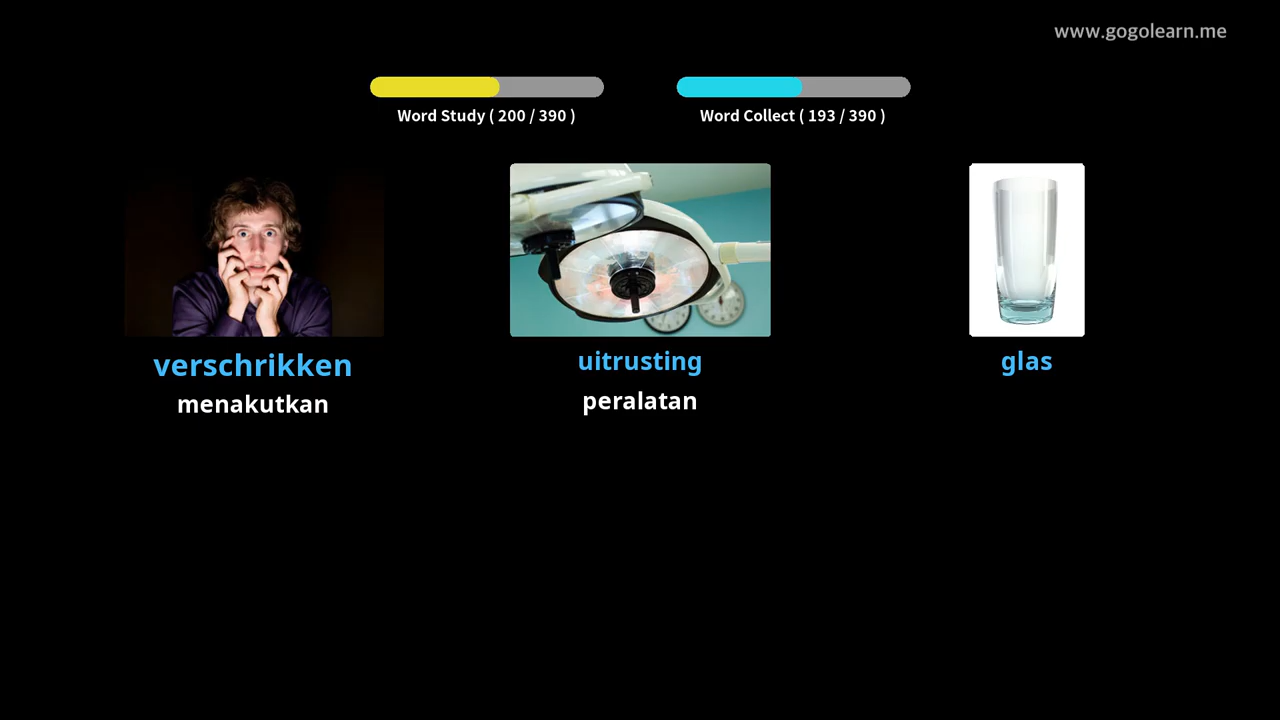 www.gogolearn.me
Word Study ( 200 / 390 )
Word Collect ( 193 / 390 )
verschrikken
menakutkan
uitrusting
peralatan
glas